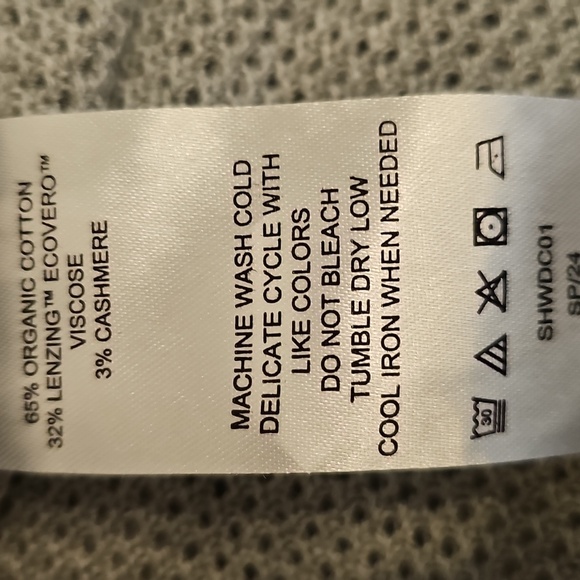 65% ORGANIC COTTON
32% LENZING™ ECOVERO™
VISCOSE
3% CASHMERE
MACHINE WASH COLD
DELICATE CYCLE WITH
LIKE COLORS
DO NOT BLEACH
TUMBLE DRY LOW
COOL IRON WHEN NEEDED
30
SHWDC01
SP/24